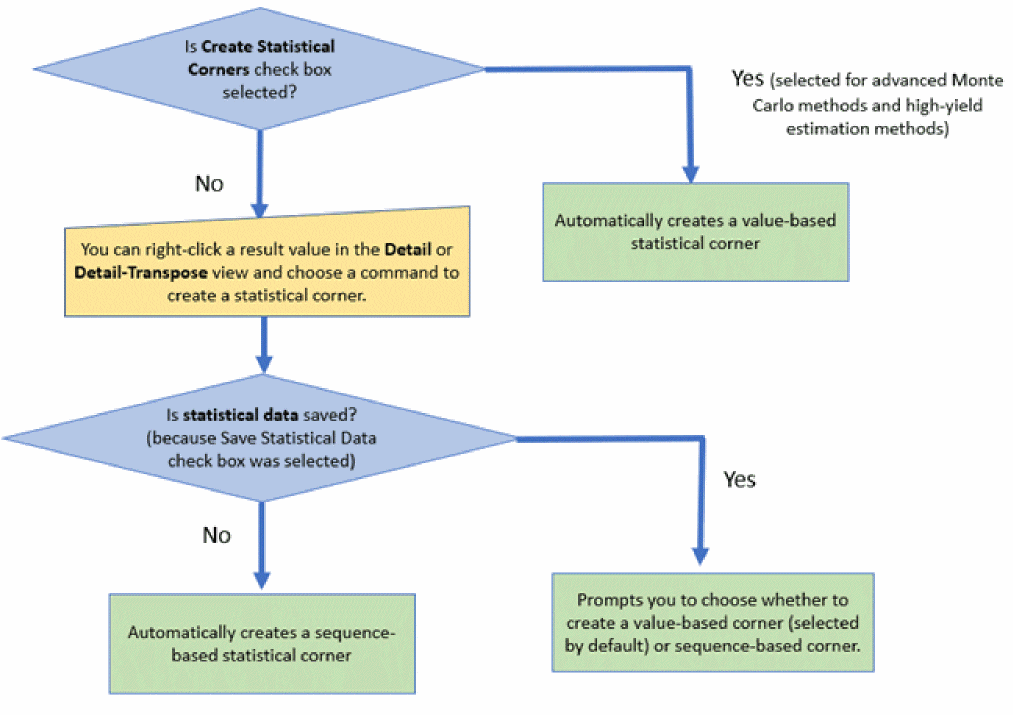 Is Create Statistical
Corners check box
selected?
Yes (selected for advanced Monte
Carlo methods and high-yield
estimation methods)
No
Automatically creates a value-based
statistical corner
You can right-click a result value in the Detail or
Detail-Transpose view and choose a command to
create a statistical corner.
Is statistical data saved?
(because Save Statistical Data
check box was selected)
Yes
No
Prompts you to choose whether to
create a value-based corner (selected
by default) or sequence-based corner.
Automatically creates a sequence-
based statistical corner